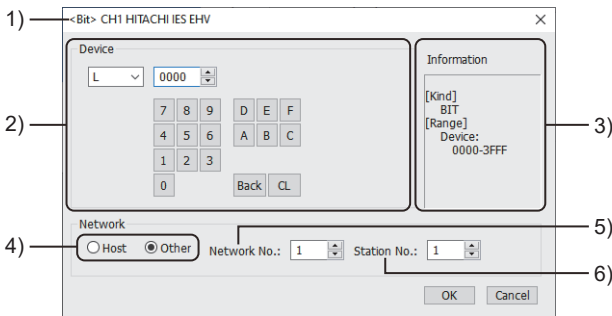 1) <Bit> CH1 HITACHI IES EHV
Device
L 0000
7 8 9 D E F
4 5 6 A B C
1 2 3
0 Back CL
2)
Information
[Kind]
BIT
[Range]
Device:
0000-3FFF
3)
Network
4) Host Other Network No.: 1 Station No.: 1
5)
6)
OK Cancel